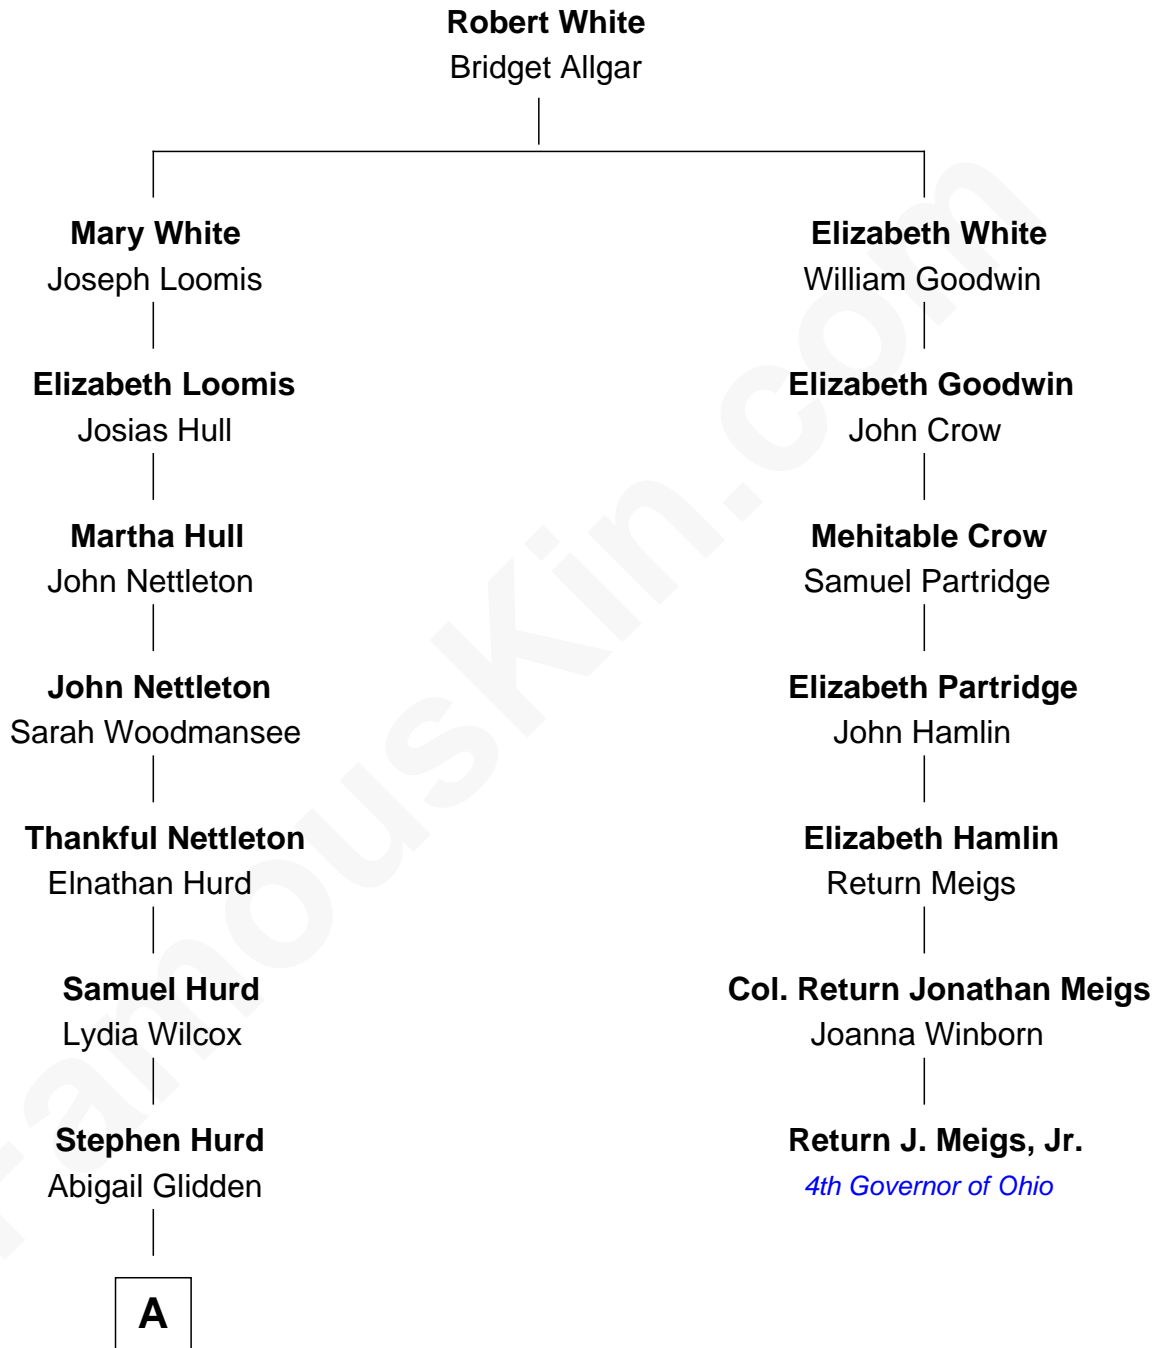 Robert White
Bridget Allgar
Mary White
Joseph Loomis
Elizabeth White
William Goodwin
Elizabeth Loomis
Josias Hull
Elizabeth Goodwin
John Crow
Martha Hull
John Nettleton
Mehitable Crow
Samuel Partridge
John Nettleton
Sarah Woodmansee
Elizabeth Partridge
John Hamlin
Thankful Nettleton
Elnathan Hurd
Elizabeth Hamlin
Return Meigs
Samuel Hurd
Lydia Wilcox
Col. Return Jonathan Meigs
Joanna Winborn
Stephen Hurd
Abigail Glidden
Return J. Meigs, Jr.
4th Governor of Ohio
A
FamousKin.com